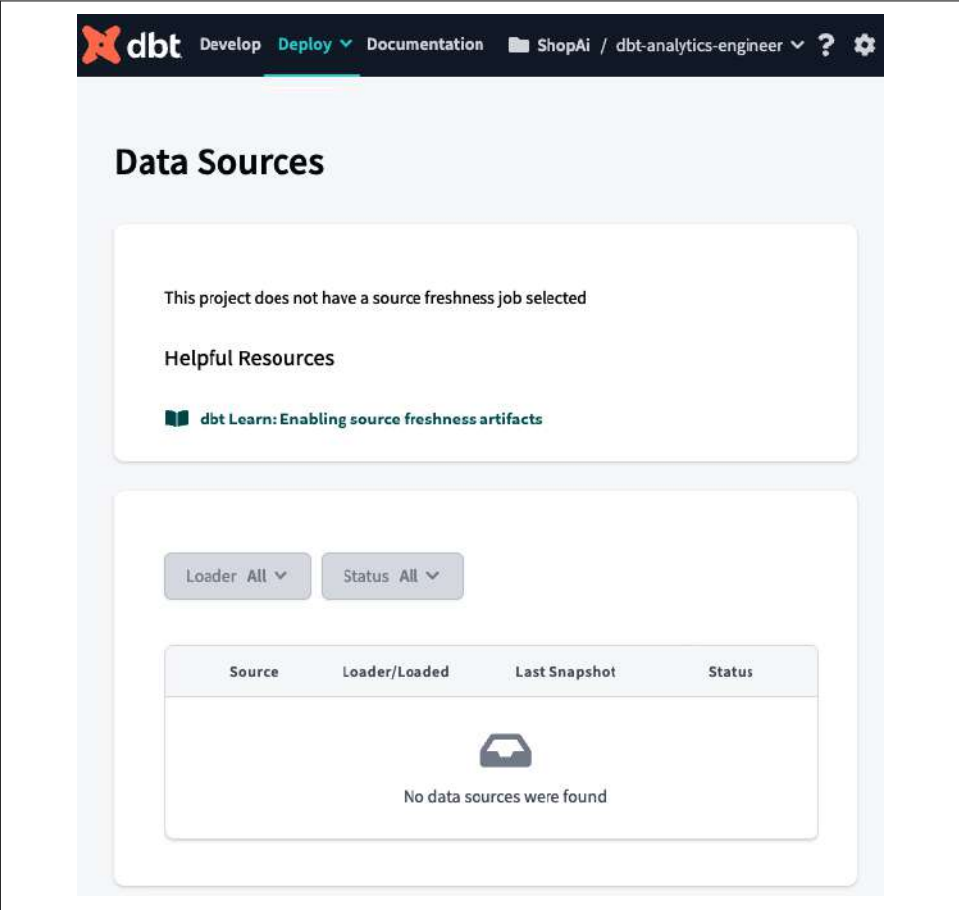 dbt Develop Deploy Documentation ShopAi / dbt-analytics-engineer ?
Data Sources
This project does not have a source freshness job selected
Helpful Resources
dbt Learn: Enabling source freshness artifacts
Loader All Status All
Source Loader/Loaded Last Snapshot Status
No data sources were found